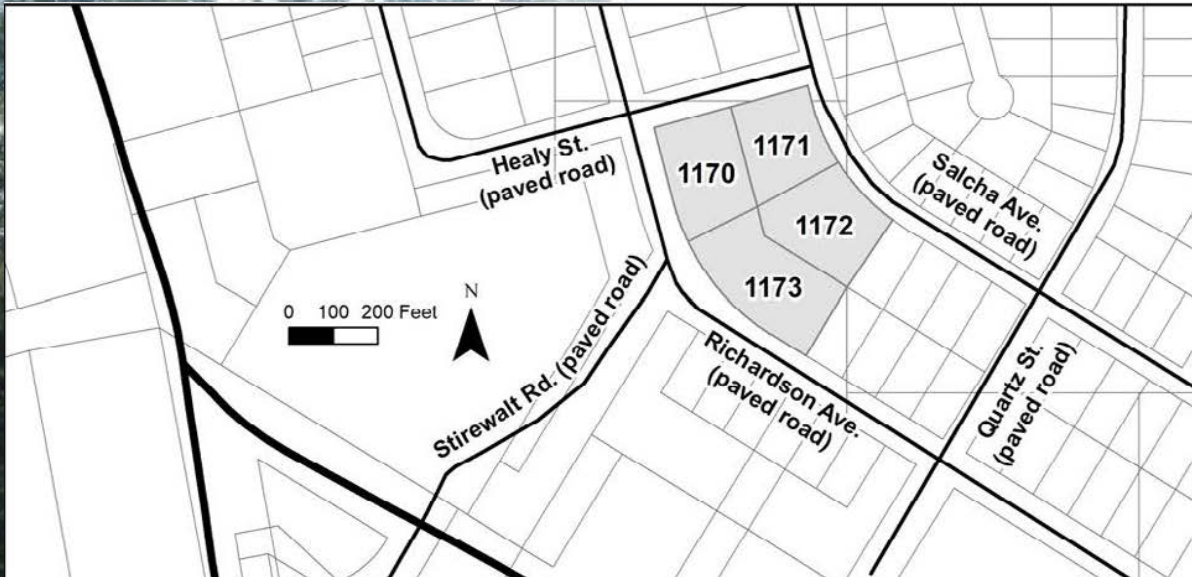 1171
1170
Healy St.
(paved road)
Salcha Ave.
(paved road)
1172
1173
N
0 100 200 Feet
Stirewalt Rd. (paved road)
Richardson Ave.
(paved road)
Quartz St.
(paved road)